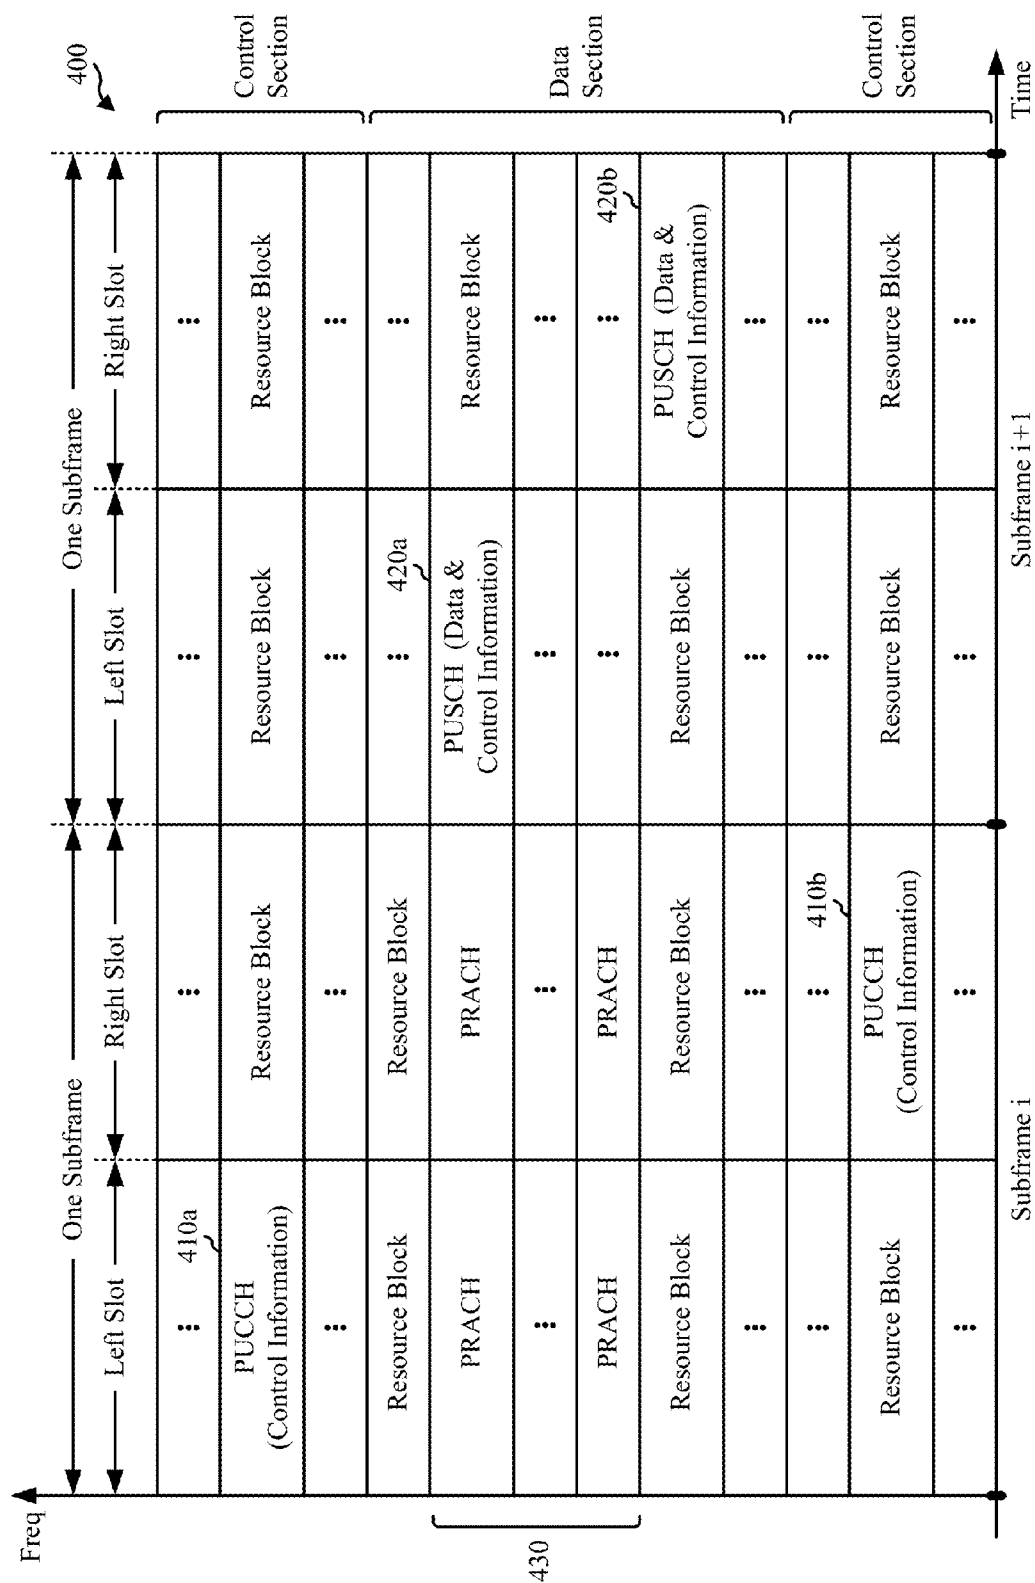 400
One Subframe
One Subframe
Left Slot
Right Slot
Left Slot
Right Slot
Freq
⋮
⋮
⋮
⋮
Control
Section
410a
PUCCH
(Control Information)
Resource Block
Resource Block
Resource Block
⋮
⋮
⋮
⋮
Resource Block
Resource Block
⋮
⋮
Data
Section
420a
430
PRACH
PRACH
PUSCH (Data &
Control Information)
Resource Block
⋮
⋮
⋮
⋮
PRACH
PRACH
⋮
⋮
420b
Resource Block
Resource Block
Resource Block
PUSCH (Data &
Control Information)
⋮
⋮
⋮
⋮
⋮
⋮
⋮
⋮
Control
Section
410b
Resource Block
PUCCH
(Control Information)
Resource Block
Resource Block
⋮
⋮
⋮
⋮
Subframe i
Subframe i+1
Time